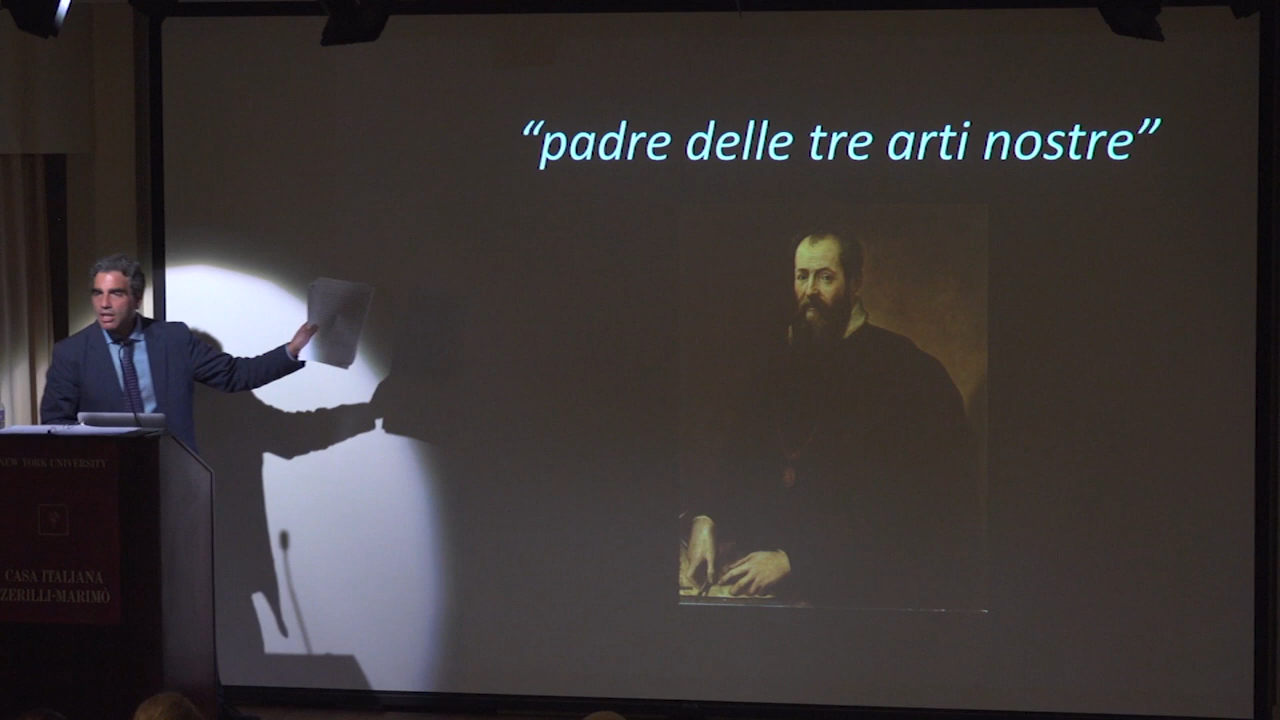 “padre delle tre arti nostre”
NEW YORK UNIVERSITY
CASA ITALIANA
ZERILLI-MARIMÒ